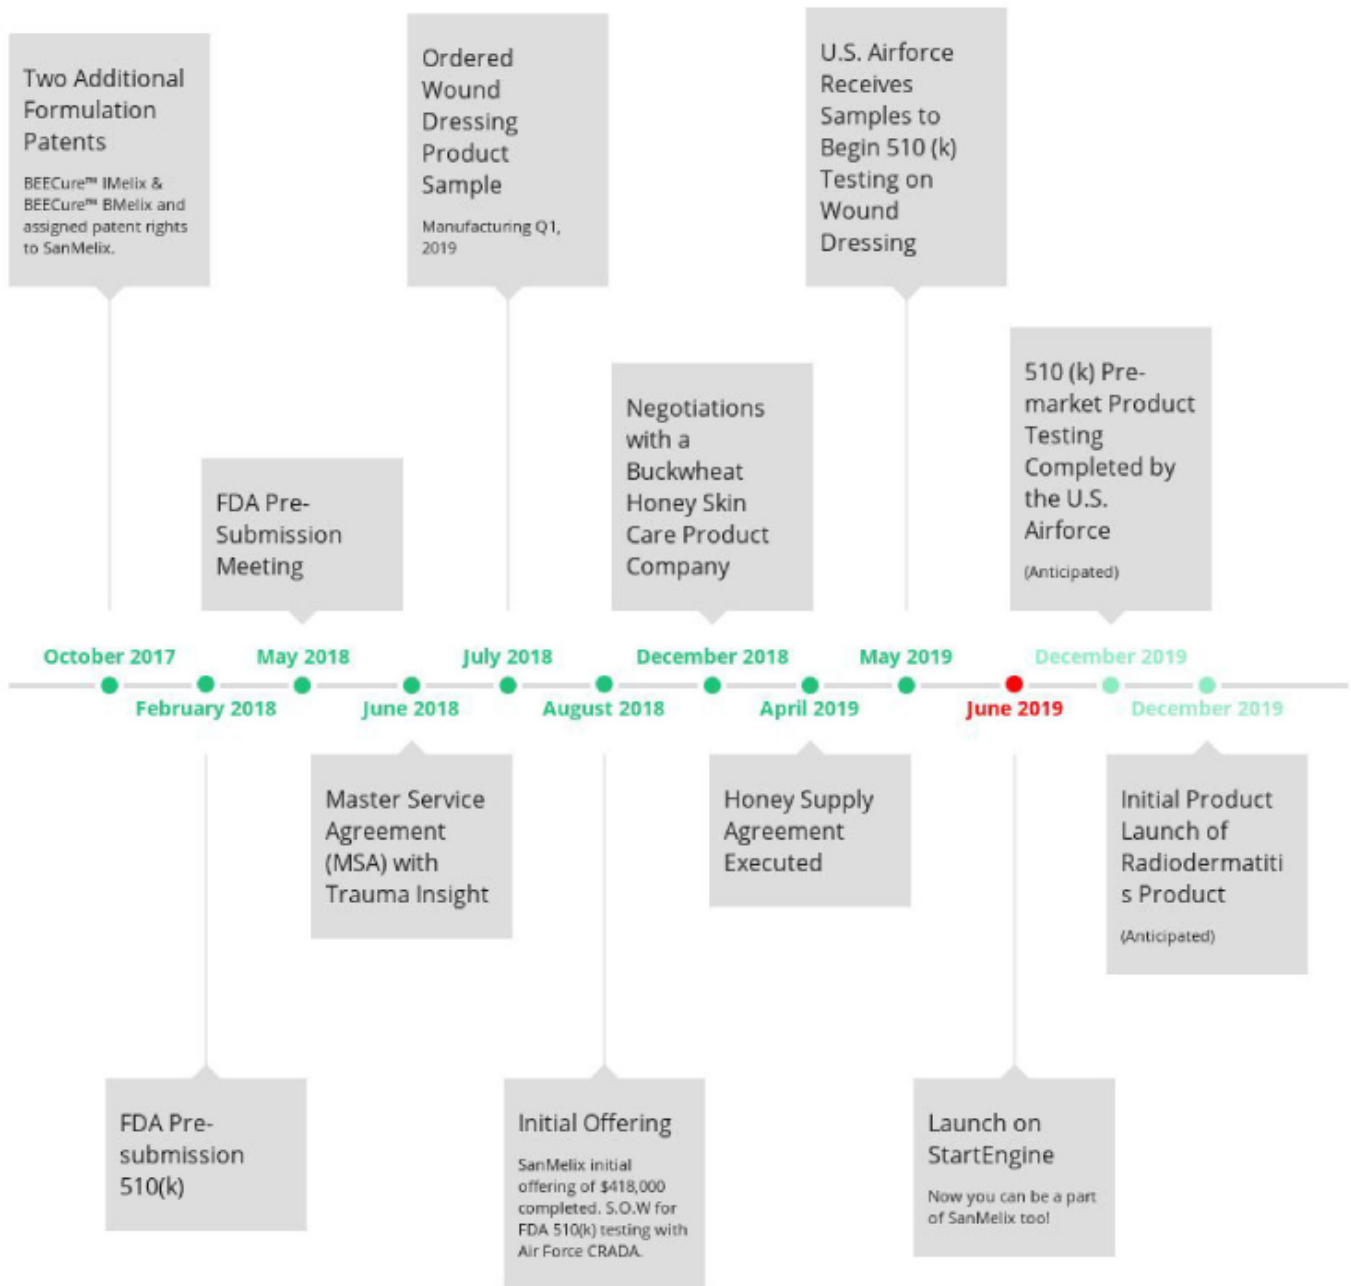 Two Additional
Formulation
Patents
BEECure™ IMelix &
BEECure™ BMelix and
assigned patent rights
to SanMelix.
Ordered
Wound
Dressing
Product
Sample
Manufacturing Q1,
2019
U.S. Airforce
Receives
Samples to
Begin 510 (k)
Testing on
Wound
Dressing
FDA Pre-
Submission
Meeting
Negotiations
with a
Buckwheat
Honey Skin
Care Product
Company
510 (k) Pre-
market Product
Testing
Completed by
the U.S.
Airforce
(Anticipated)
October 2017
May 2018
July 2018
December 2018
May 2019
December 2019
February 2018
June 2018
August 2018
April 2019
June 2019
December 2019
Master Service
Agreement
(MSA) with
Trauma Insight
Honey Supply
Agreement
Executed
Initial Product
Launch of
Radiodermatiti
s Product
(Anticipated)
FDA Pre-
submission
510(k)
Initial Offering
SanMelix initial
offering of $418,000
completed. S.O.W for
FDA 510(k) testing with
Air Force CRADA.
Launch on
StartEngine
Now you can be a part
of SanMelix too!